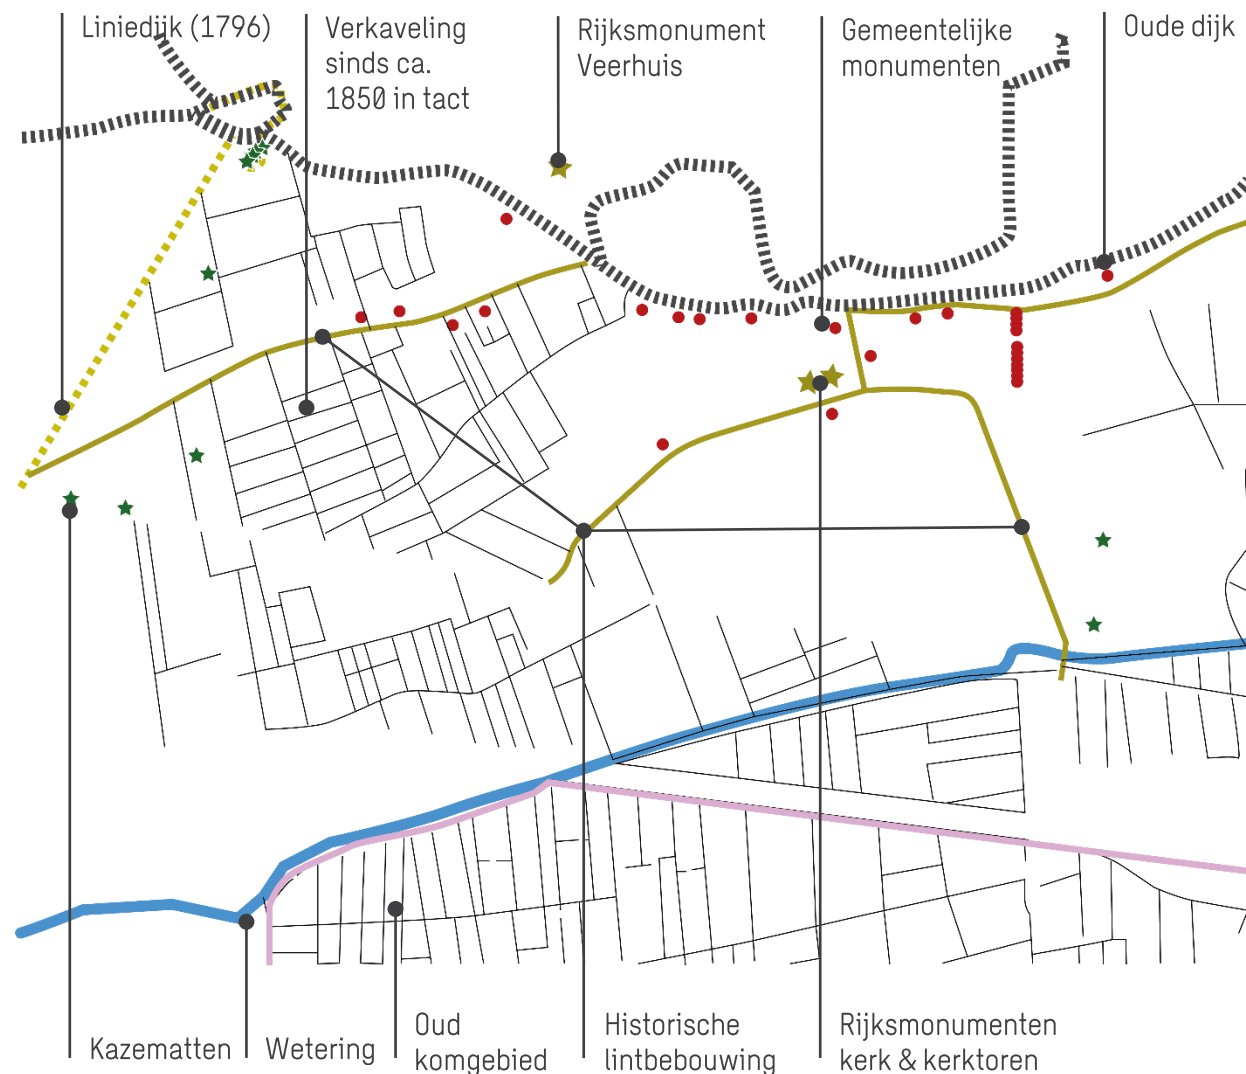 Liniedijk (1796)
Verkaveling
sinds ca.
1850 in tact
Rijksmonument
Veerhuis
Gemeentelijke
monumenten
Oude dijk
Kazematten
Wetering
Oud
komgebied
Historische
lintbebouwing
Rijksmonumenten
kerk & kerktoren